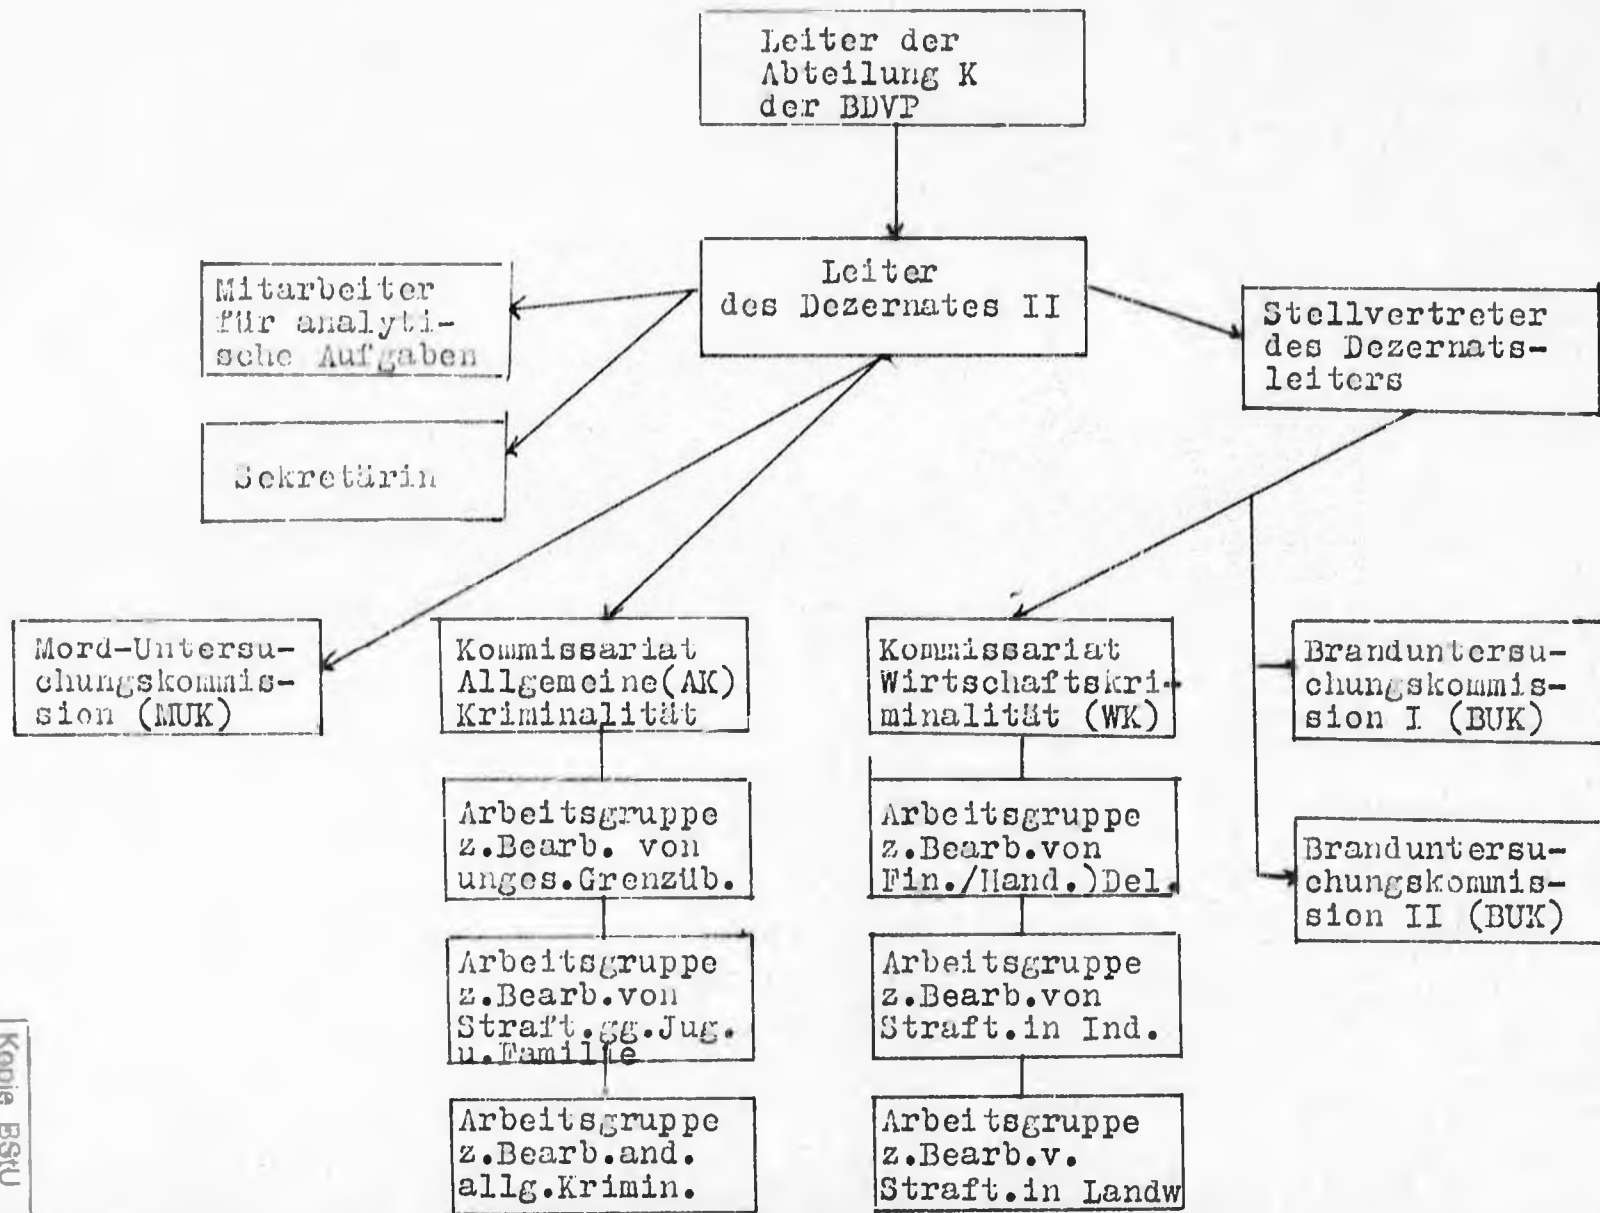 Leiter der
Abteilung K
der BDVP
Leiter
des Dezernates II
Mitarbeiter
für analyti-
sche Aufgaben
Sekretärin
Stellvertreter
des Dezernats-
leiters
Mord-Untersu-
chungskommis-
sion (MUK)
Kommissariat
Allgemeine(AK)
Kriminalität
Kommissariat
Wirtschaftskri-
minalität (WK)
Branduntersu-
chungskommis-
sion I (BUK)
Branduntersu-
chungskommis-
sion II (BUK)
Arbeitsgruppe
z.Bearb. von
unges.Grenzüb.
Arbeitsgruppe
z.Bearb.von
Straft.gg.Jug.
u.Familie
Arbeitsgruppe
z.Bearb.and.
allg.Krimin.
Arbeitsgruppe
z.Bearb.von
Fin./Hand.)Del.
Arbeitsgruppe
z.Bearb.von
Straft.in Ind.
Arbeitsgruppe
z.Bearb.v.
Straft.in Landw
Kopie BStU